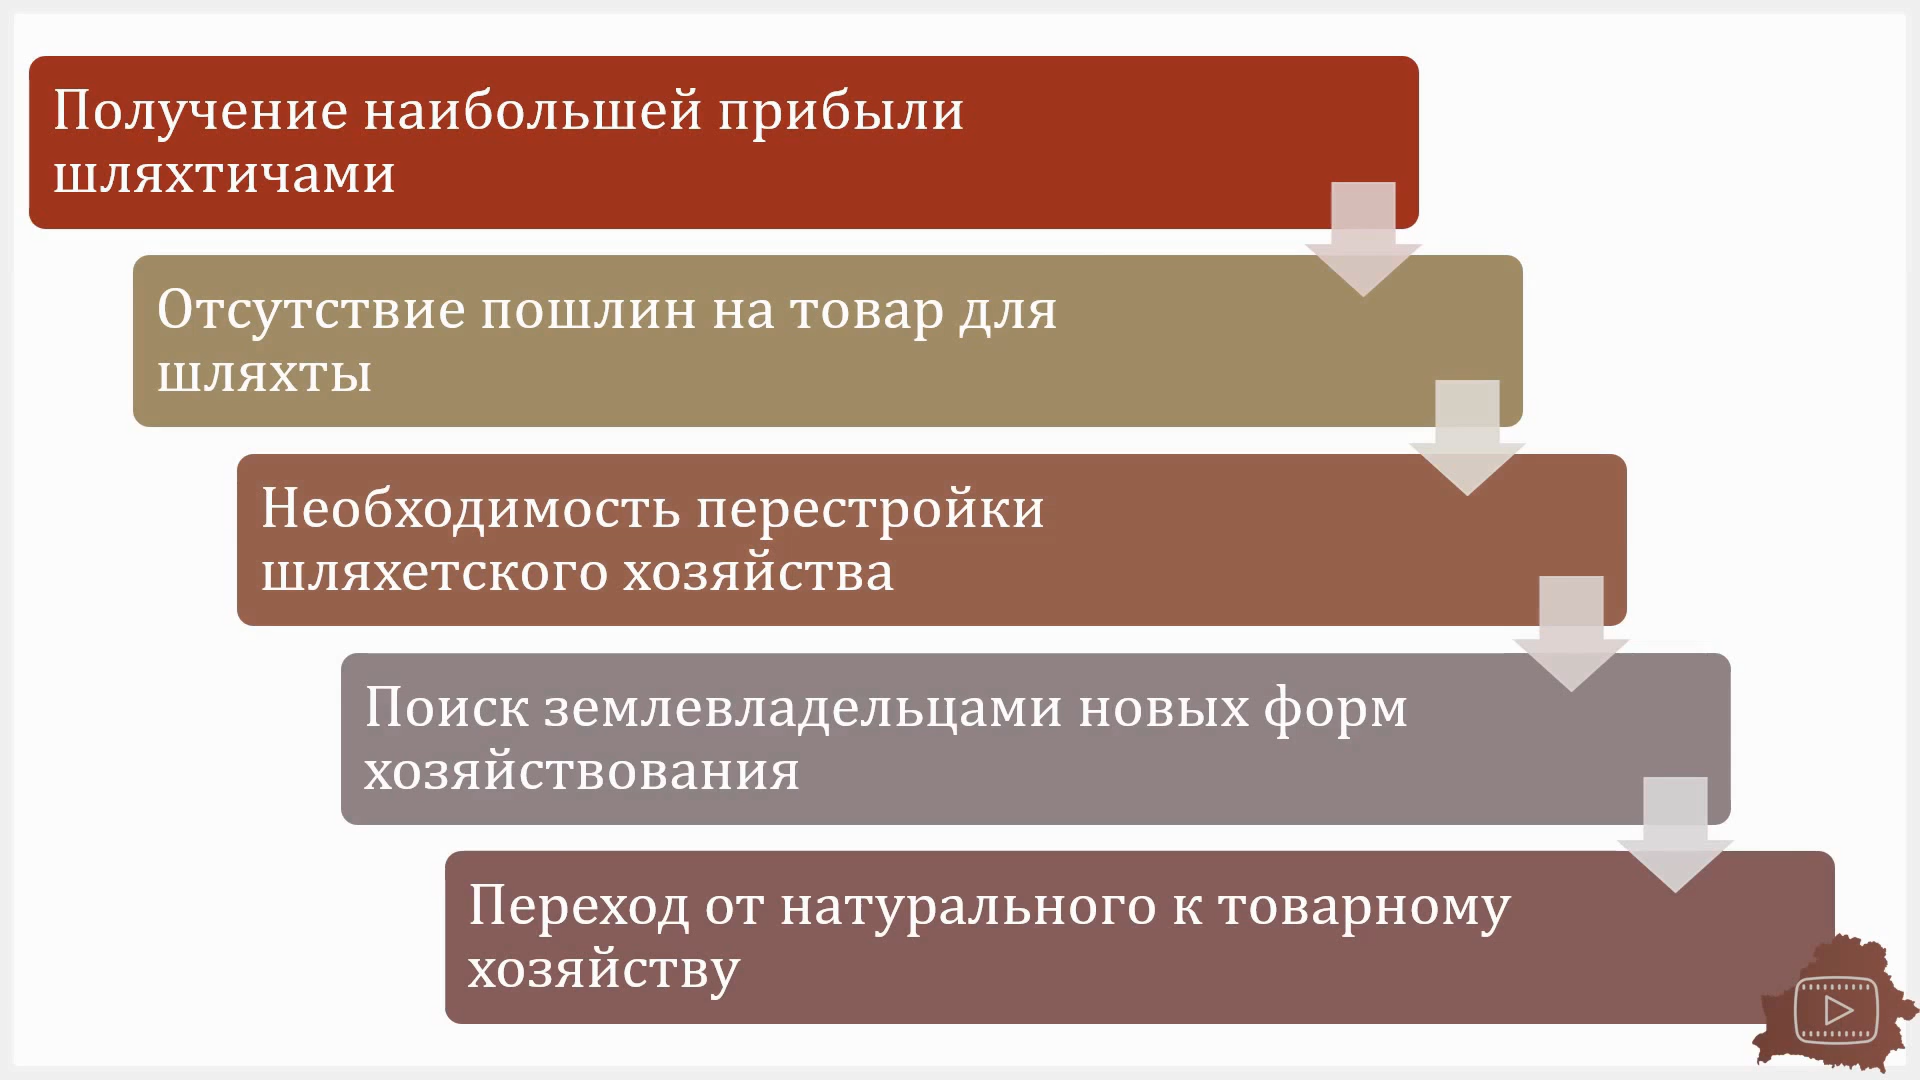 Получение наибольшей прибыли
шляхтичами
Отсутствие пошлин на товар для
шляхты
Необходимость перестройки
шляхетского хозяйства
Поиск землевладельцами новых форм
хозяйствования
Переход от натурального к товарному
хозяйству